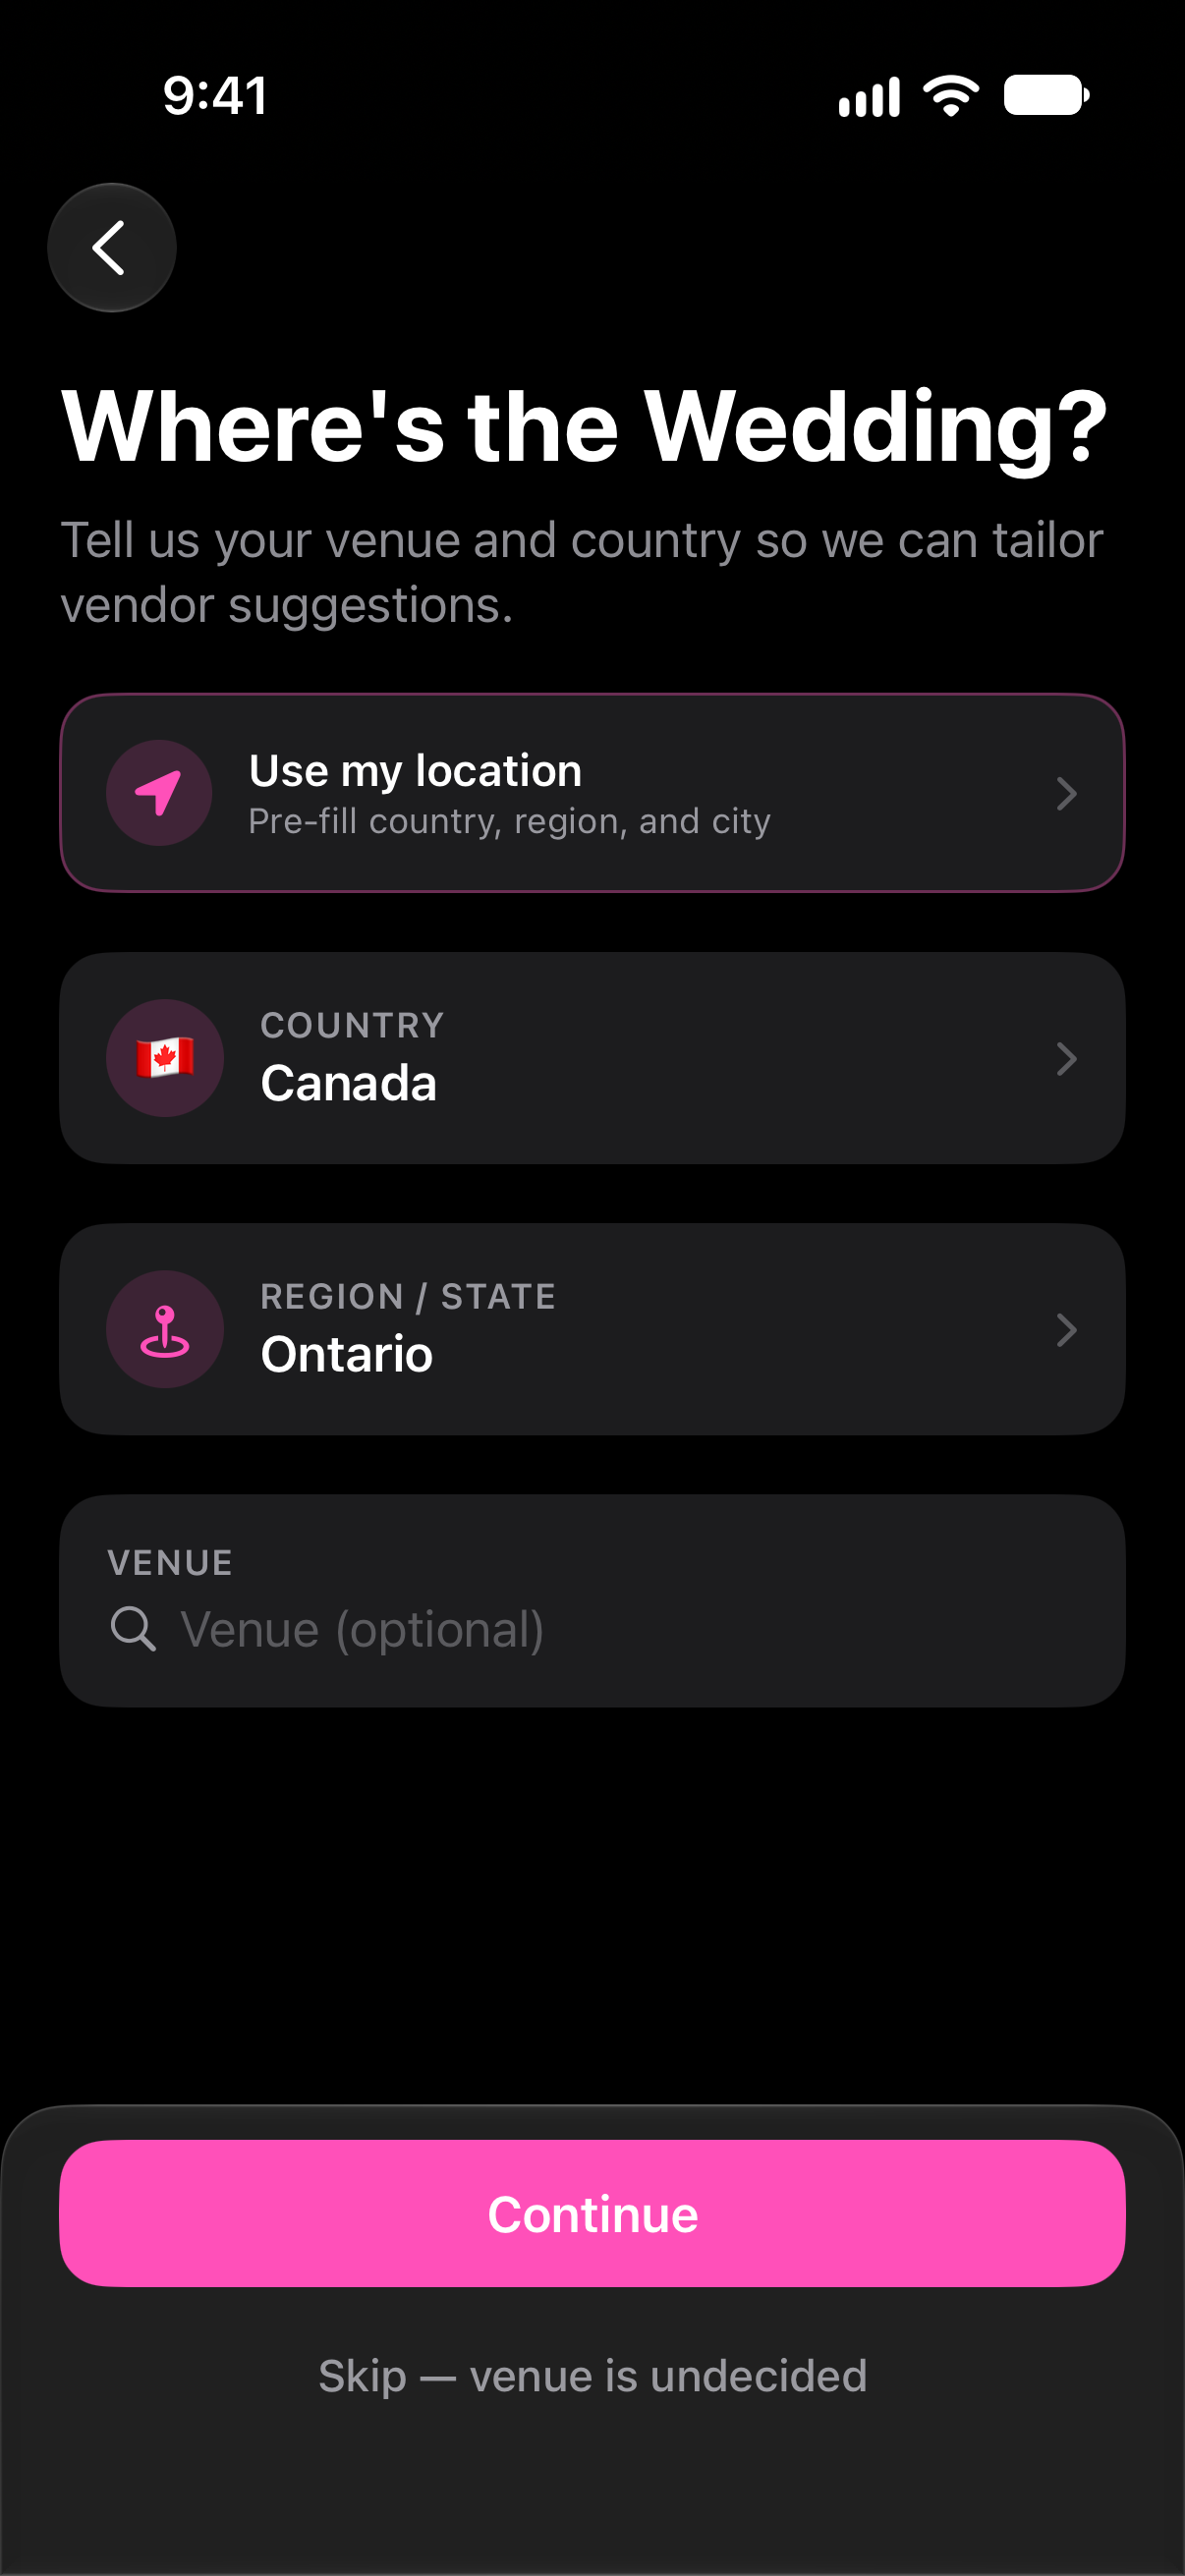 9:41
Where's the Wedding?
Tell us your venue and country so we can tailor
vendor suggestions.
Use my location
Pre-fill country, region, and city
COUNTRY
Canada
REGION / STATE
Ontario
VENUE
Venue (optional)
Continue
Skip — venue is undecided